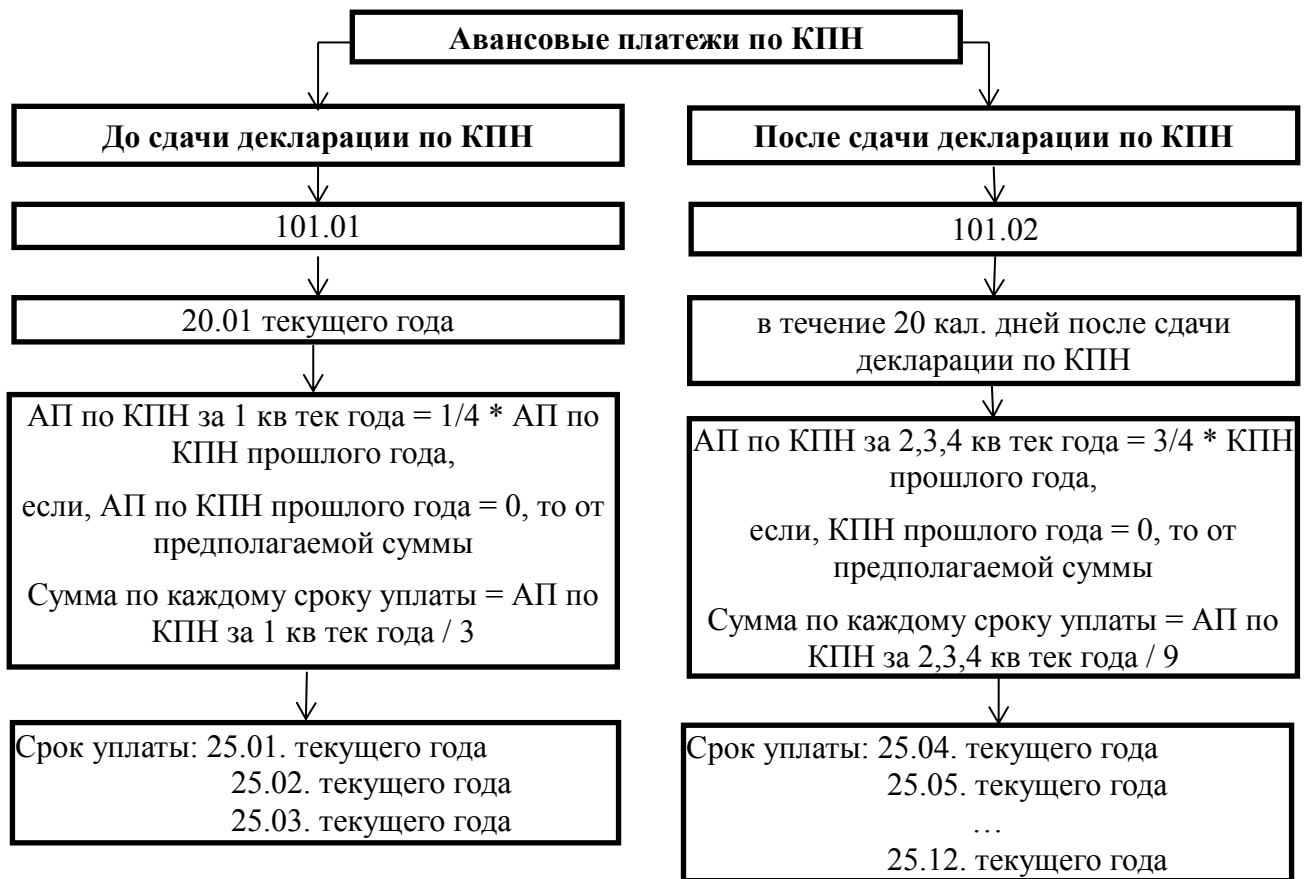 Авансовые платежи по КПН
До сдачи декларации по КПН
101.01
20.01 текущего года
АП по КПН за 1 кв тек года = 1/4 * АП по
КПН прошлого года,
если, АП по КПН прошлого года = 0, то от
предполагаемой суммы
Сумма по каждому сроку уплаты = АП по
КПН за 1 кв тек года / 3
Срок уплаты: 25.01. текущего года
25.02. текущего года
25.03. текущего года
После сдачи декларации по КПН
101.02
в течение 20 кал. дней после сдачи
декларации по КПН
АП по КПН за 2,3,4 кв тек года = 3/4 * КПН
прошлого года,
если, КПН прошлого года = 0, то от
предполагаемой суммы
Сумма по каждому сроку уплаты = АП по
КПН за 2,3,4 кв тек года / 9
Срок уплаты: 25.04. текущего года
25.05. текущего года
…
25.12. текущего года